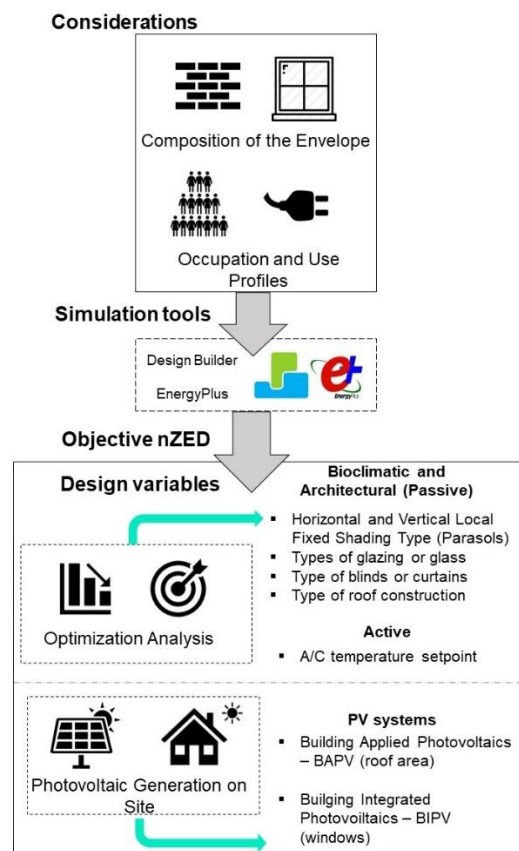 Considerations
Composition of the Envelope
Occupation and Use
Profiles
Simulation tools
Design Builder
EnergyPlus
e+
EnergyPlus
Objective nZED
Design variables
Bioclimatic and
Architectural (Passive)
▪ Horizontal and Vertical Local
Fixed Shading Type (Parasols)
▪ Types of glazing or glass
▪ Type of blinds or curtains
▪ Type of roof construction
Optimization Analysis
Active
▪ A/C temperature setpoint
PV systems
▪ Building Applied Photovoltaics
– BAPV (roof area)
Photovoltaic Generation on
Site
▪ Builging Integrated
Photovoiltaics – BIPV
(windows)